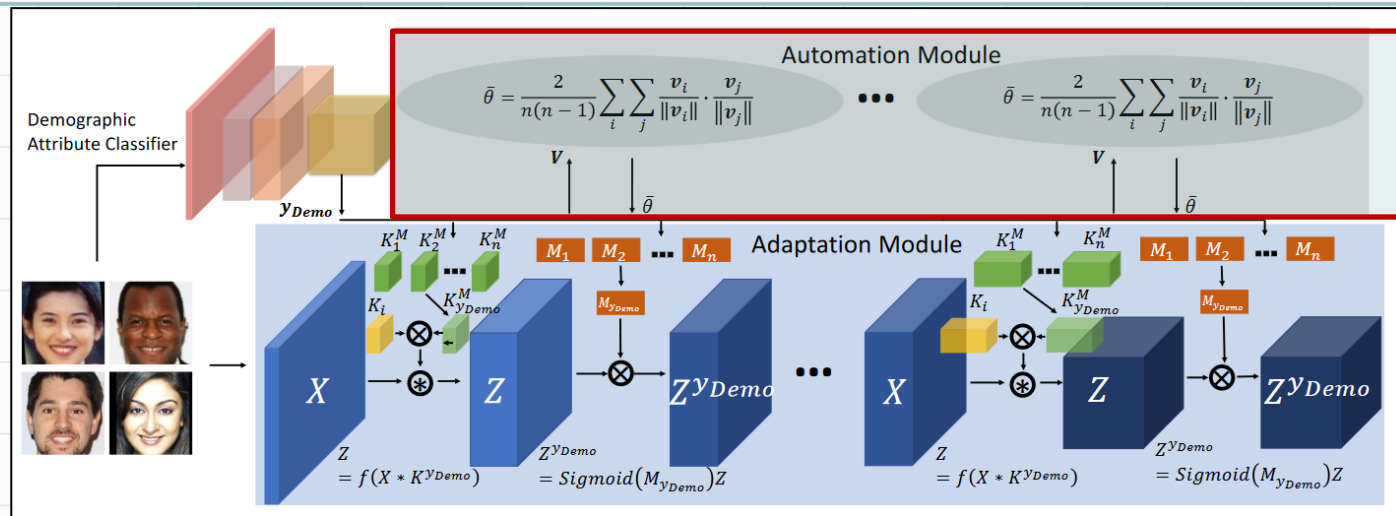 Automation Module
θ̄ = 2/(n(n − 1)) ∑_i ∑_j v_i/‖v_i‖ · v_j/‖v_j‖
•••
θ̄ = 2/(n(n − 1)) ∑_i ∑_j v_i/‖v_i‖ · v_j/‖v_j‖
Demographic
Attribute Classifier
V
θ̄
V
θ̄
y_Demo
Adaptation Module
K_1^M K_2^M ••• K_n^M
M_1 M_2 ••• M_n
K_1^M ••• K_n^M
M_1 M_2 ••• M_n
K_i ⊗ K_{y_Demo}^M
M_{y_Demo}
K_i ⊗ K_{y_Demo}^M
M_{y_Demo}
X ⊛ Z ⊗ Z^{y_Demo}
•••
X ⊛ Z ⊗ Z^{y_Demo}
Z
= f(X ∗ K^{y_Demo})
Z^{y_Demo}
= Sigmoid(M_{y_Demo})Z
Z
= f(X ∗ K^{y_Demo})
Z^{y_Demo}
= Sigmoid(M_{y_Demo})Z